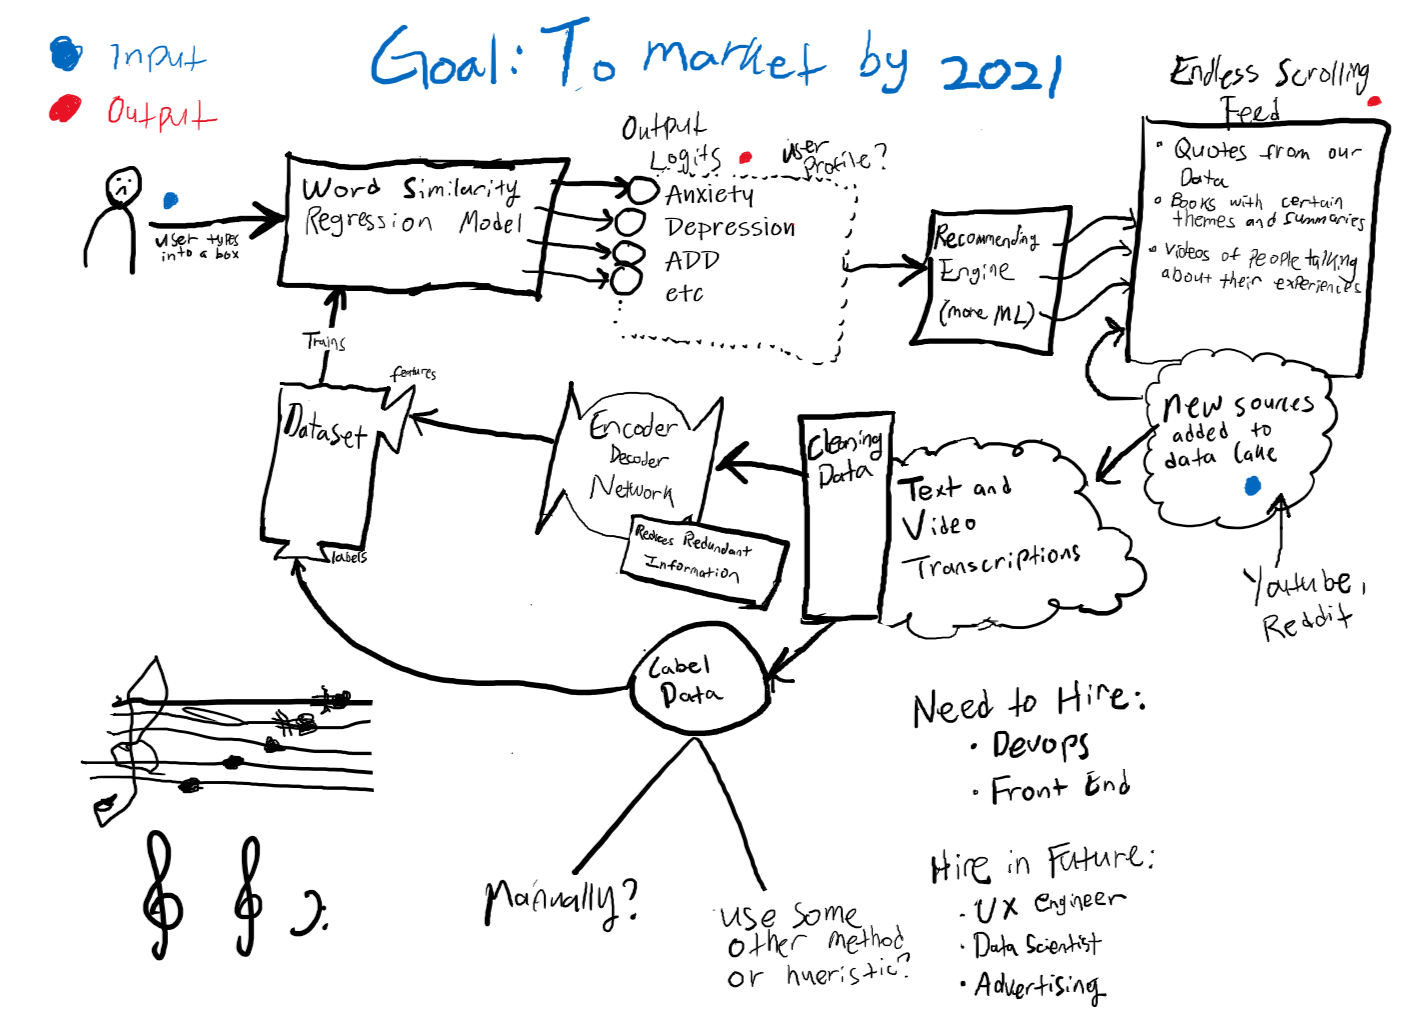 Input
Output
Goal: To market by 2021
user types
into a box
Word Similarity
Regression Model
Output
Logits
User
Profile?
Anxiety
Depression
ADD
etc
Recommending
Engine
(more ML)
Endless Scrolling
Feed
• Quotes from our
Data
• Books with certain
themes and summaries
• Videos of People talking
about their experiences
Trains
features
Dataset
labels
Encoder
Decoder
Network
Reduces Redundant
Information
Cleaning
Data
Text and
Video
Transcriptions
new sources
added to
data lake
Youtube,
Reddit
Label
Data
Manually?
use some
other method
or hueristic?
Need to Hire:
• Devops
• Front End
Hire in Future:
• UX Engineer
• Data Scientist
• Advertising